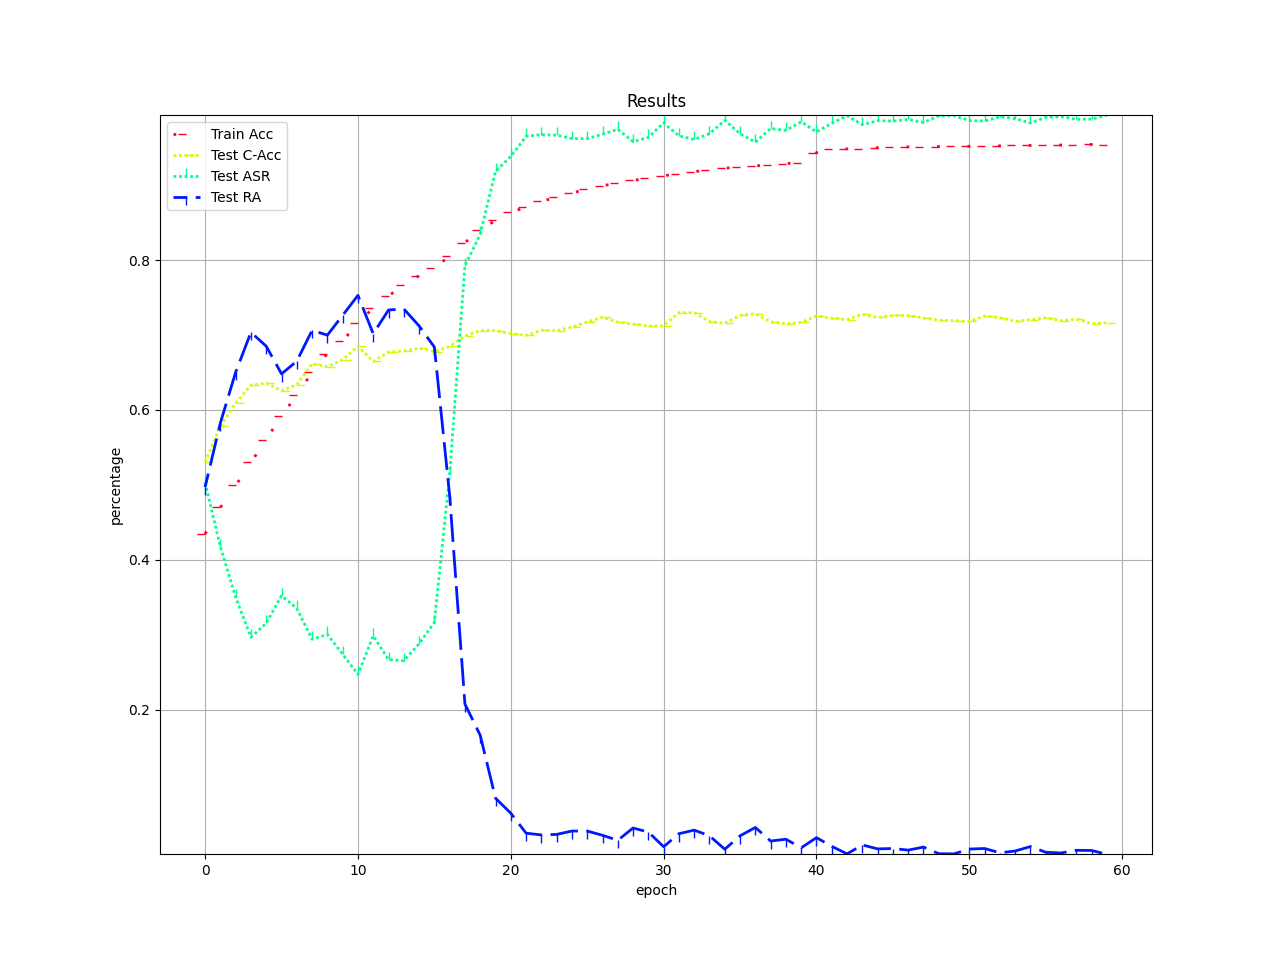 Results
Train Acc
Test C-Acc
Test ASR
Test RA
percentage
0.8
0.6
0.4
0.2
0 10 20 30 40 50 60
epoch